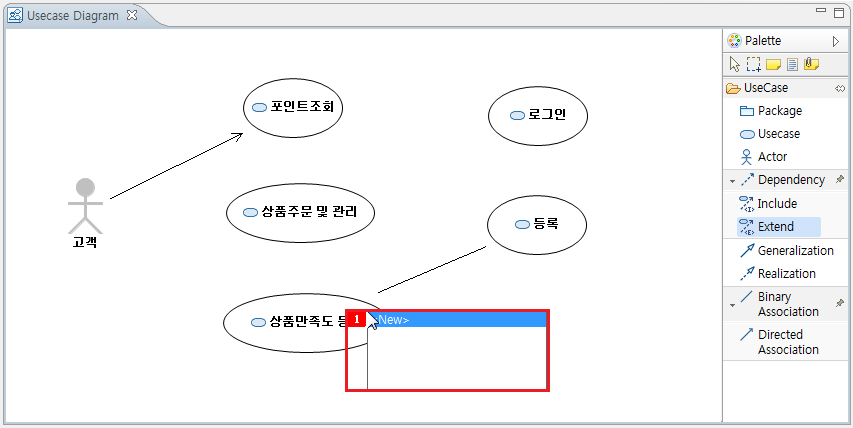 Usecase Diagram
포인트조회
로그인
상품주문 및 관리
등록
고객
상품만족도 등
1
New>
Palette
UseCase
Package
Usecase
Actor
Dependency
Include
Extend
Generalization
Realization
Binary
Association
Directed
Association